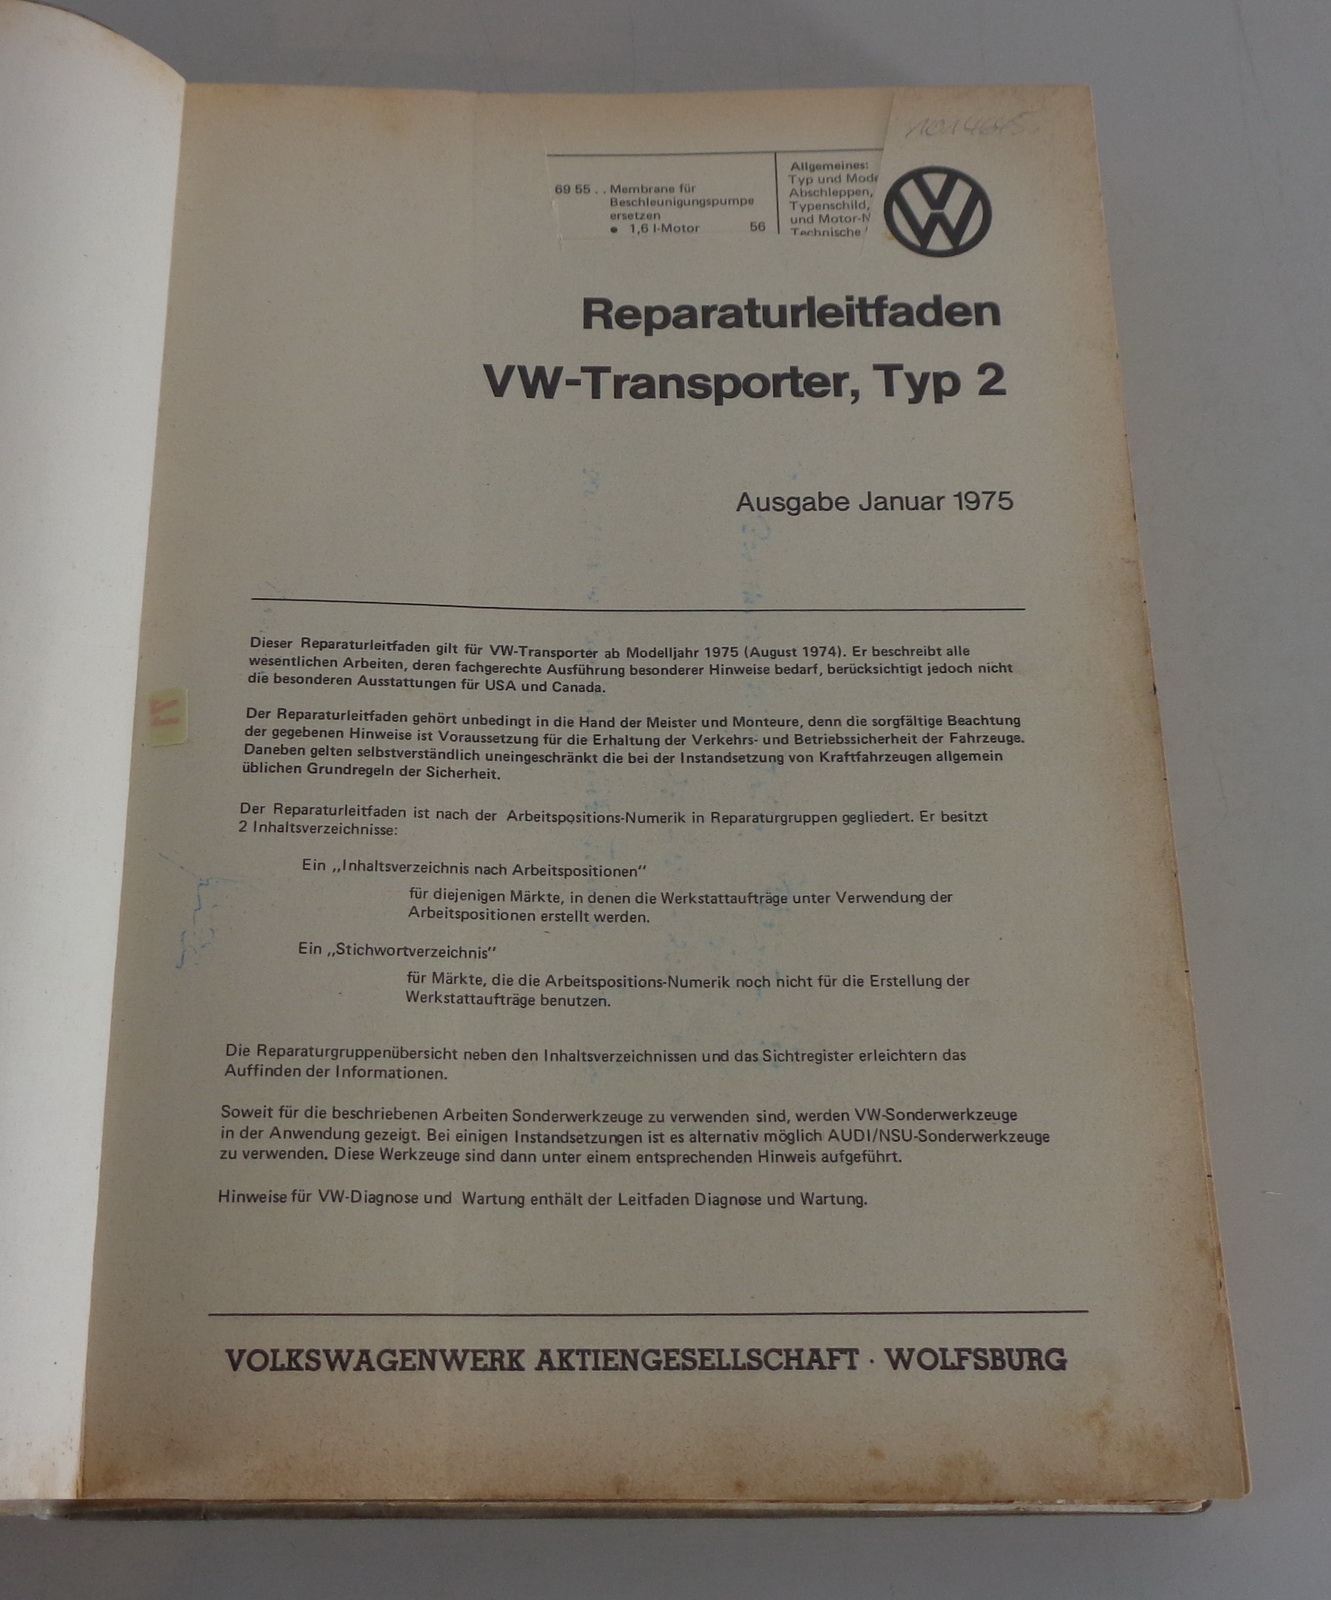 69 55 . . Membrane für
Beschleunigungspumpe
ersetzen
● 1,6 l-Motor 56
Allgemeines:
Typ und Mode
Abschleppen,
Typenschild,
und Motor-N
Technische
Reparaturleitfaden
VW-Transporter, Typ 2
Ausgabe Januar 1975
Dieser Reparaturleitfaden gilt für VW-Transporter ab Modelljahr 1975 (August 1974). Er beschreibt alle
wesentlichen Arbeiten, deren fachgerechte Ausführung besonderer Hinweise bedarf, berücksichtigt jedoch nicht
die besonderen Ausstattungen für USA und Canada.
Der Reparaturleitfaden gehört unbedingt in die Hand der Meister und Monteure, denn die sorgfältige Beachtung
der gegebenen Hinweise ist Voraussetzung für die Erhaltung der Verkehrs- und Betriebssicherheit der Fahrzeuge.
Daneben gelten selbstverständlich uneingeschränkt die bei der Instandsetzung von Kraftfahrzeugen allgemein
üblichen Grundregeln der Sicherheit.
Der Reparaturleitfaden ist nach der Arbeitspositions-Numerik in Reparaturgruppen gegliedert. Er besitzt
2 Inhaltsverzeichnisse:
Ein „Inhaltsverzeichnis nach Arbeitspositionen"
für diejenigen Märkte, in denen die Werkstattaufträge unter Verwendung der
Arbeitspositionen erstellt werden.
Ein „Stichwortverzeichnis"
für Märkte, die die Arbeitspositions-Numerik noch nicht für die Erstellung der
Werkstattaufträge benutzen.
Die Reparaturgruppenübersicht neben den Inhaltsverzeichnissen und das Sichtregister erleichtern das
Auffinden der Informationen.
Soweit für die beschriebenen Arbeiten Sonderwerkzeuge zu verwenden sind, werden VW-Sonderwerkzeuge
in der Anwendung gezeigt. Bei einigen Instandsetzungen ist es alternativ möglich AUDI/NSU-Sonderwerkzeuge
zu verwenden. Diese Werkzeuge sind dann unter einem entsprechenden Hinweis aufgeführt.
Hinweise für VW-Diagnose und Wartung enthält der Leitfaden Diagnose und Wartung.
VOLKSWAGENWERK AKTIENGESELLSCHAFT · WOLFSBURG